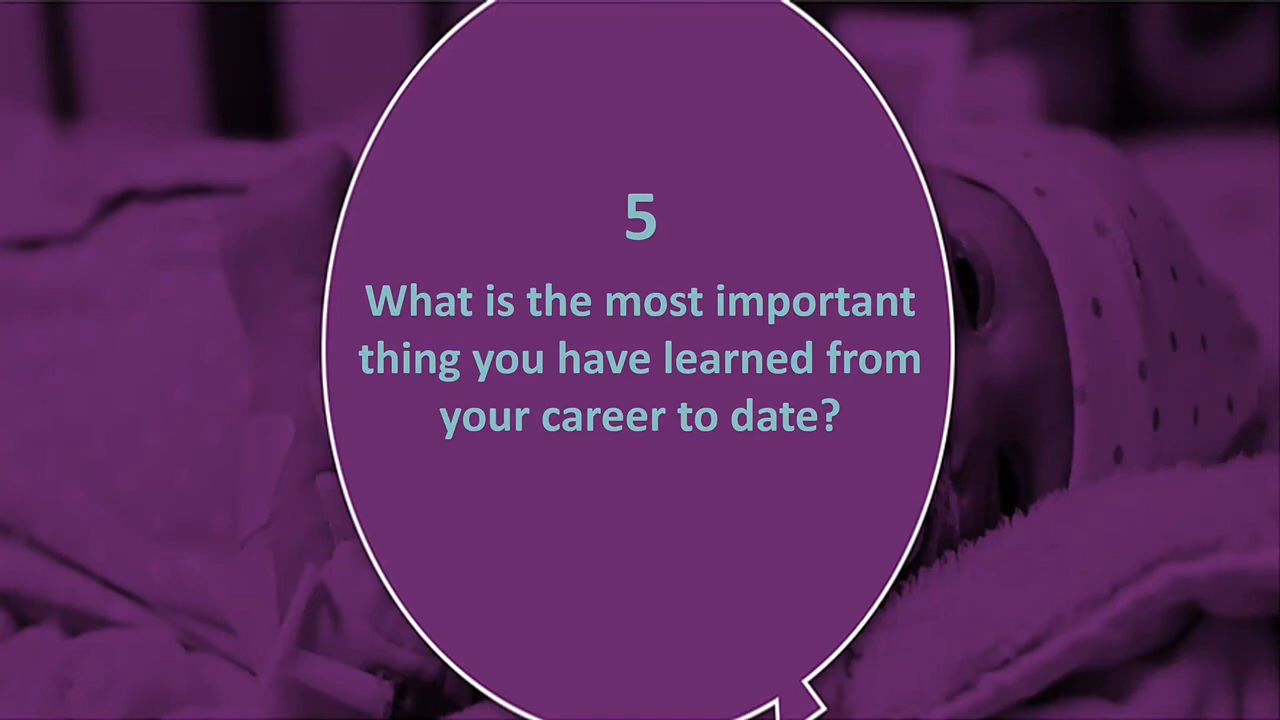 5
What is the most important
thing you have learned from
your career to date?